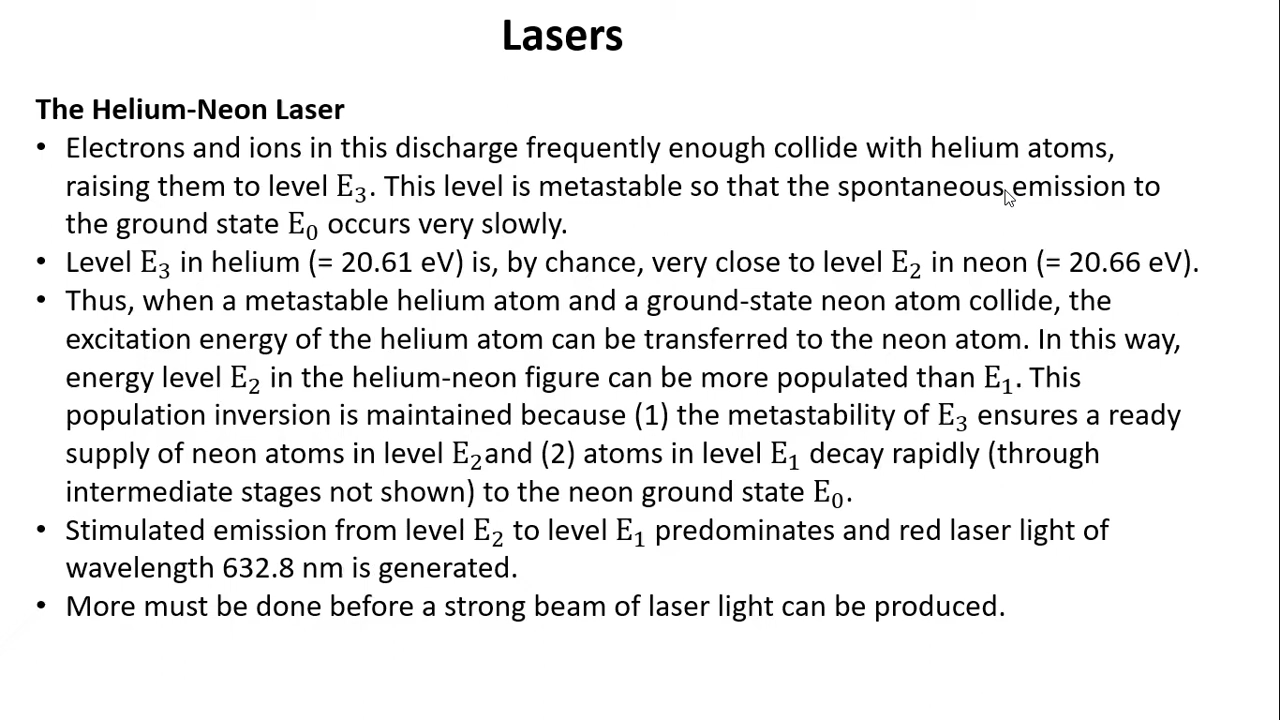 Lasers
The Helium-Neon Laser
• Electrons and ions in this discharge frequently enough collide with helium atoms,
raising them to level E₃. This level is metastable so that the spontaneous emission to
the ground state E₀ occurs very slowly.
• Level E₃ in helium (= 20.61 eV) is, by chance, very close to level E₂ in neon (= 20.66 eV).
• Thus, when a metastable helium atom and a ground-state neon atom collide, the
excitation energy of the helium atom can be transferred to the neon atom. In this way,
energy level E₂ in the helium-neon figure can be more populated than E₁. This
population inversion is maintained because (1) the metastability of E₃ ensures a ready
supply of neon atoms in level E₂and (2) atoms in level E₁ decay rapidly (through
intermediate stages not shown) to the neon ground state E₀.
• Stimulated emission from level E₂ to level E₁ predominates and red laser light of
wavelength 632.8 nm is generated.
• More must be done before a strong beam of laser light can be produced.